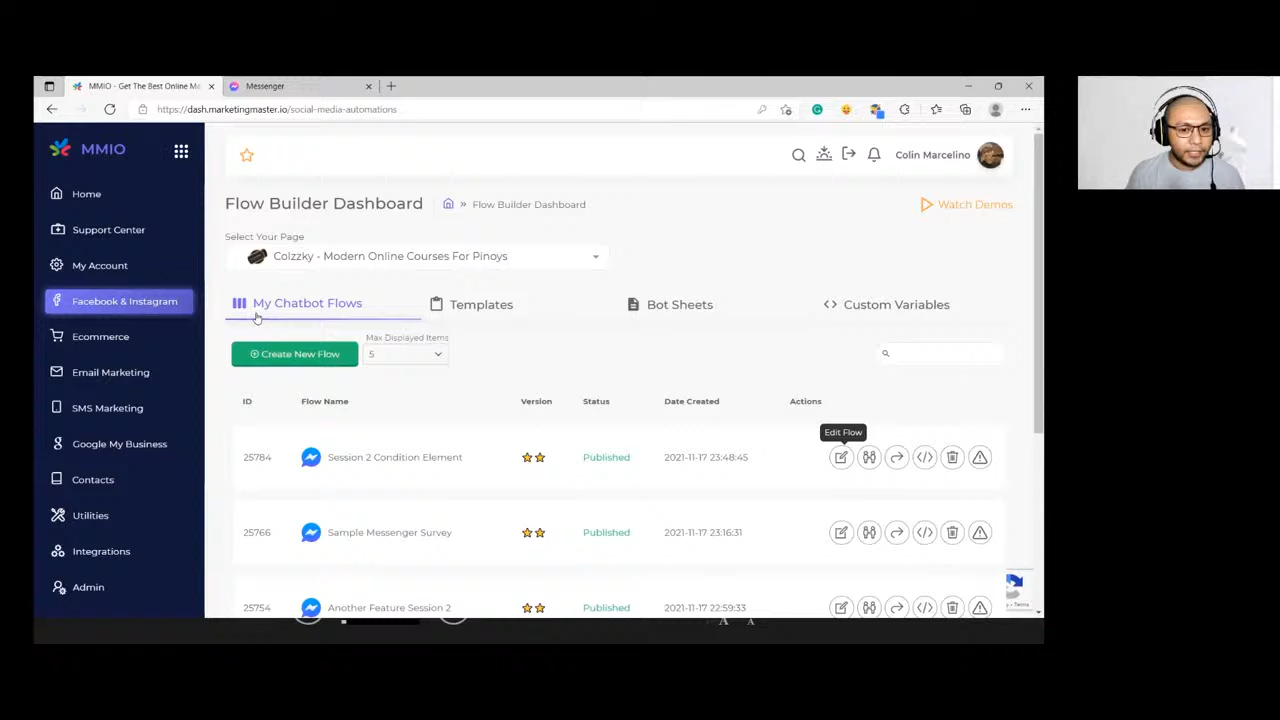 MMIO - Get The Best Online Ma
Messenger
https://dash.marketingmaster.io/social-media-automations
MMIO
Home
Support Center
My Account
Facebook & Instagram
Ecommerce
Email Marketing
SMS Marketing
Google My Business
Contacts
Utilities
Integrations
Admin
Colin Marcelino
Flow Builder Dashboard
» Flow Builder Dashboard
Watch Demos
Select Your Page
Colzzky - Modern Online Courses For Pinoys
My Chatbot Flows
Templates
Bot Sheets
Custom Variables
Create New Flow
Max Displayed Items
5
ID Flow Name Version Status Date Created Actions
Edit Flow
25784 Session 2 Condition Element Published 2021-11-17 23:48:45
25766 Sample Messenger Survey Published 2021-11-17 23:16:31
25754 Another Feature Session 2 Published 2021-11-17 22:59:33
Terms
A A